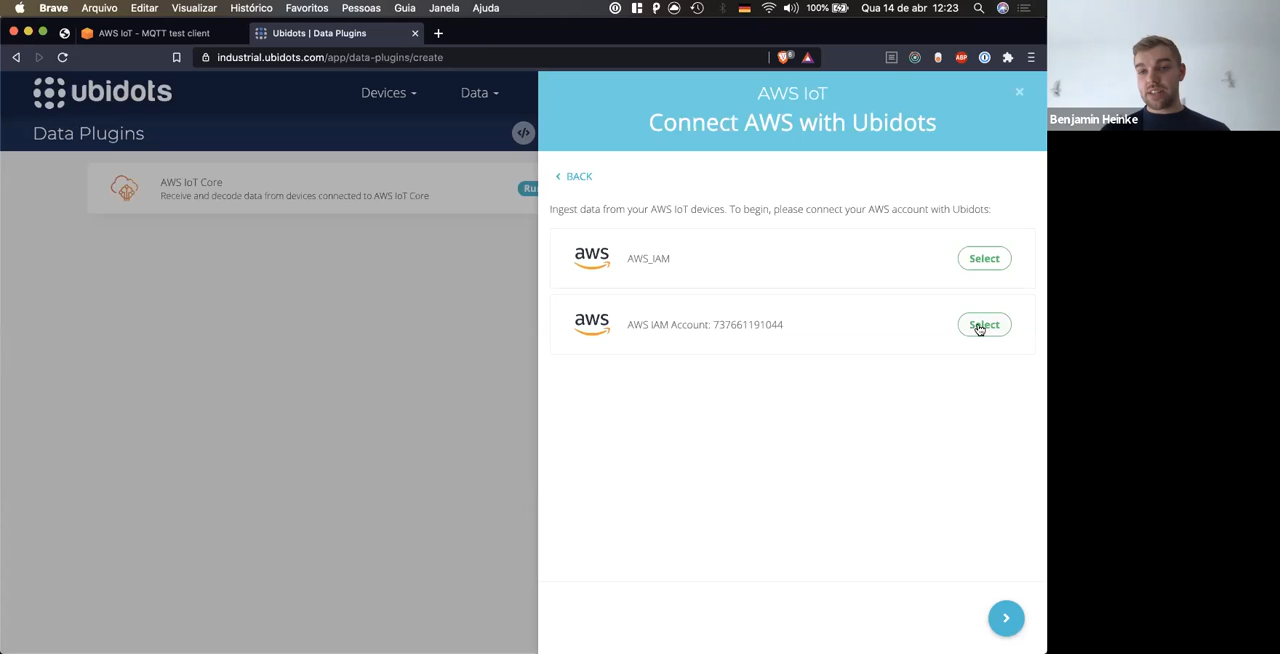 Brave Arquivo Editar Visualizar Histórico Favoritos Pessoas Guia Janela Ajuda 100% Qua 14 de abr 12:23
AWS IoT - MQTT test client
Ubidots | Data Plugins
industrial.ubidots.com/app/data-plugins/create
6
ABP
ubidots
Devices
Data
Data Plugins
AWS IoT Core
Receive and decode data from devices connected to AWS IoT Core
Ru
AWS IoT
Connect AWS with Ubidots
BACK
Ingest data from your AWS IoT devices. To begin, please connect your AWS account with Ubidots:
aws
AWS_IAM
Select
aws
AWS IAM Account: 737661191044
Select
Benjamin Heinke